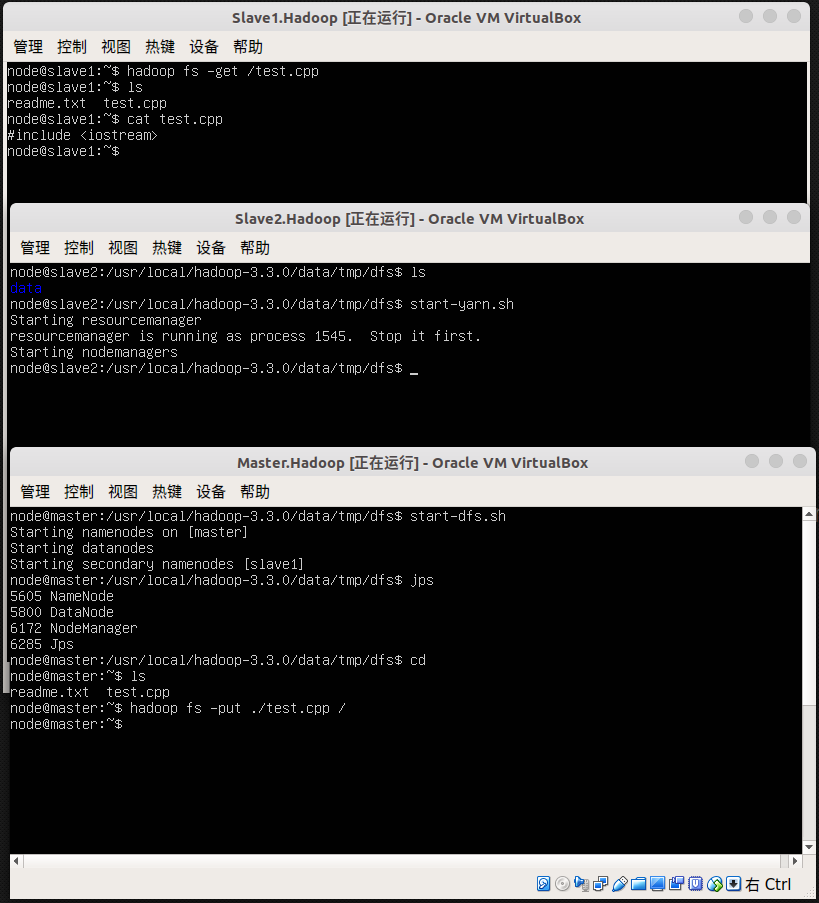 Slave1.Hadoop [正在运行] - Oracle VM VirtualBox
管理 控制 视图 热键 设备 帮助
node@slave1:~$ hadoop fs -get /test.cpp
node@slave1:~$ ls
readme.txt  test.cpp
node@slave1:~$ cat test.cpp
#include <iostream>
node@slave1:~$
Slave2.Hadoop [正在运行] - Oracle VM VirtualBox
管理 控制 视图 热键 设备 帮助
node@slave2:/usr/local/hadoop-3.3.0/data/tmp/dfs$ ls
data
node@slave2:/usr/local/hadoop-3.3.0/data/tmp/dfs$ start-yarn.sh
Starting resourcemanager
resourcemanager is running as process 1545.  Stop it first.
Starting nodemanagers
node@slave2:/usr/local/hadoop-3.3.0/data/tmp/dfs$ _
Master.Hadoop [正在运行] - Oracle VM VirtualBox
管理 控制 视图 热键 设备 帮助
node@master:/usr/local/hadoop-3.3.0/data/tmp/dfs$ start-dfs.sh
Starting namenodes on [master]
Starting datanodes
Starting secondary namenodes [slave1]
node@master:/usr/local/hadoop-3.3.0/data/tmp/dfs$ jps
5605 NameNode
5800 DataNode
6172 NodeManager
6285 Jps
node@master:/usr/local/hadoop-3.3.0/data/tmp/dfs$ cd
node@master:~$ ls
readme.txt  test.cpp
node@master:~$ hadoop fs -put ./test.cpp /
node@master:~$
右 Ctrl